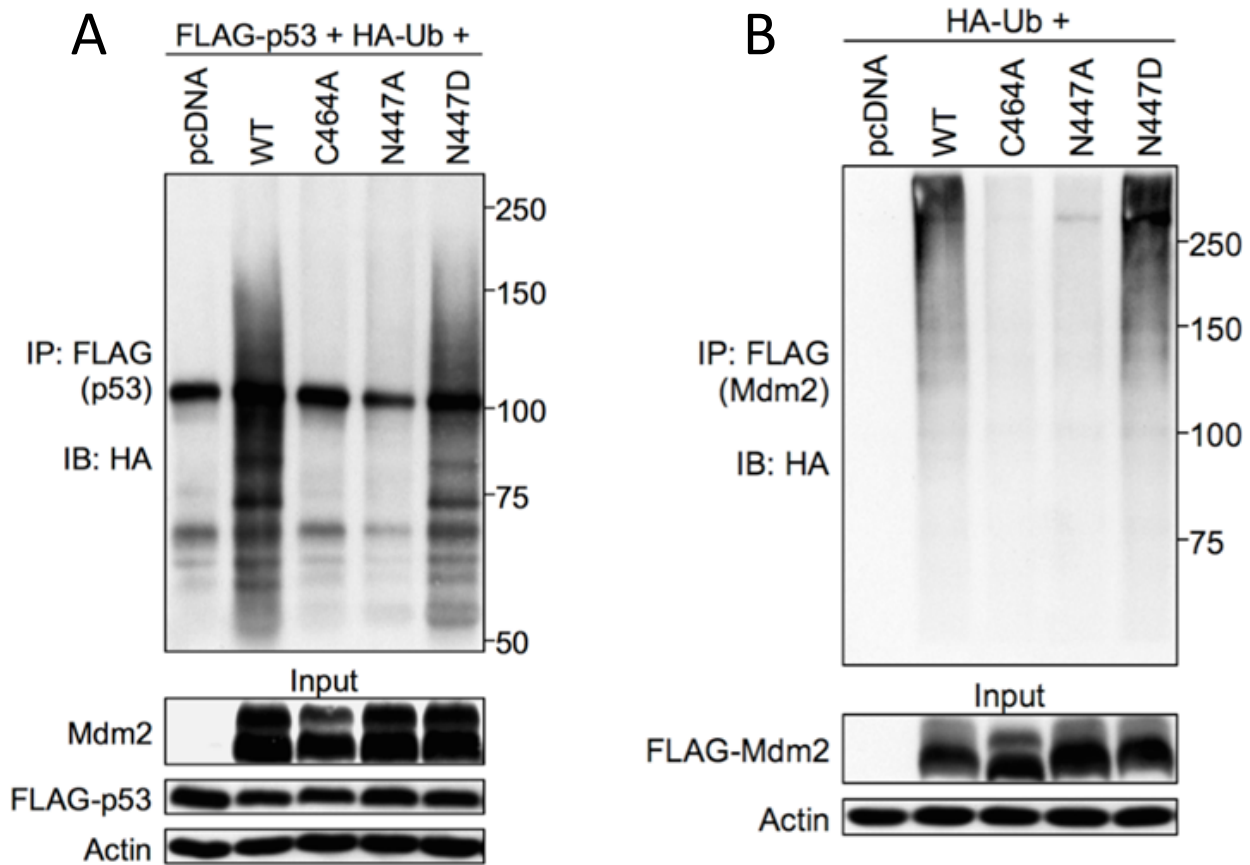 A
FLAG-p53 + HA-Ub +
pcDNA
WT
C464A
N447A
N447D
250
150
100
75
50
IP: FLAG
(p53)
IB: HA
Input
Mdm2
FLAG-p53
Actin
B
HA-Ub +
pcDNA
WT
C464A
N447A
N447D
250
150
100
75
IP: FLAG
(Mdm2)
IB: HA
Input
FLAG-Mdm2
Actin